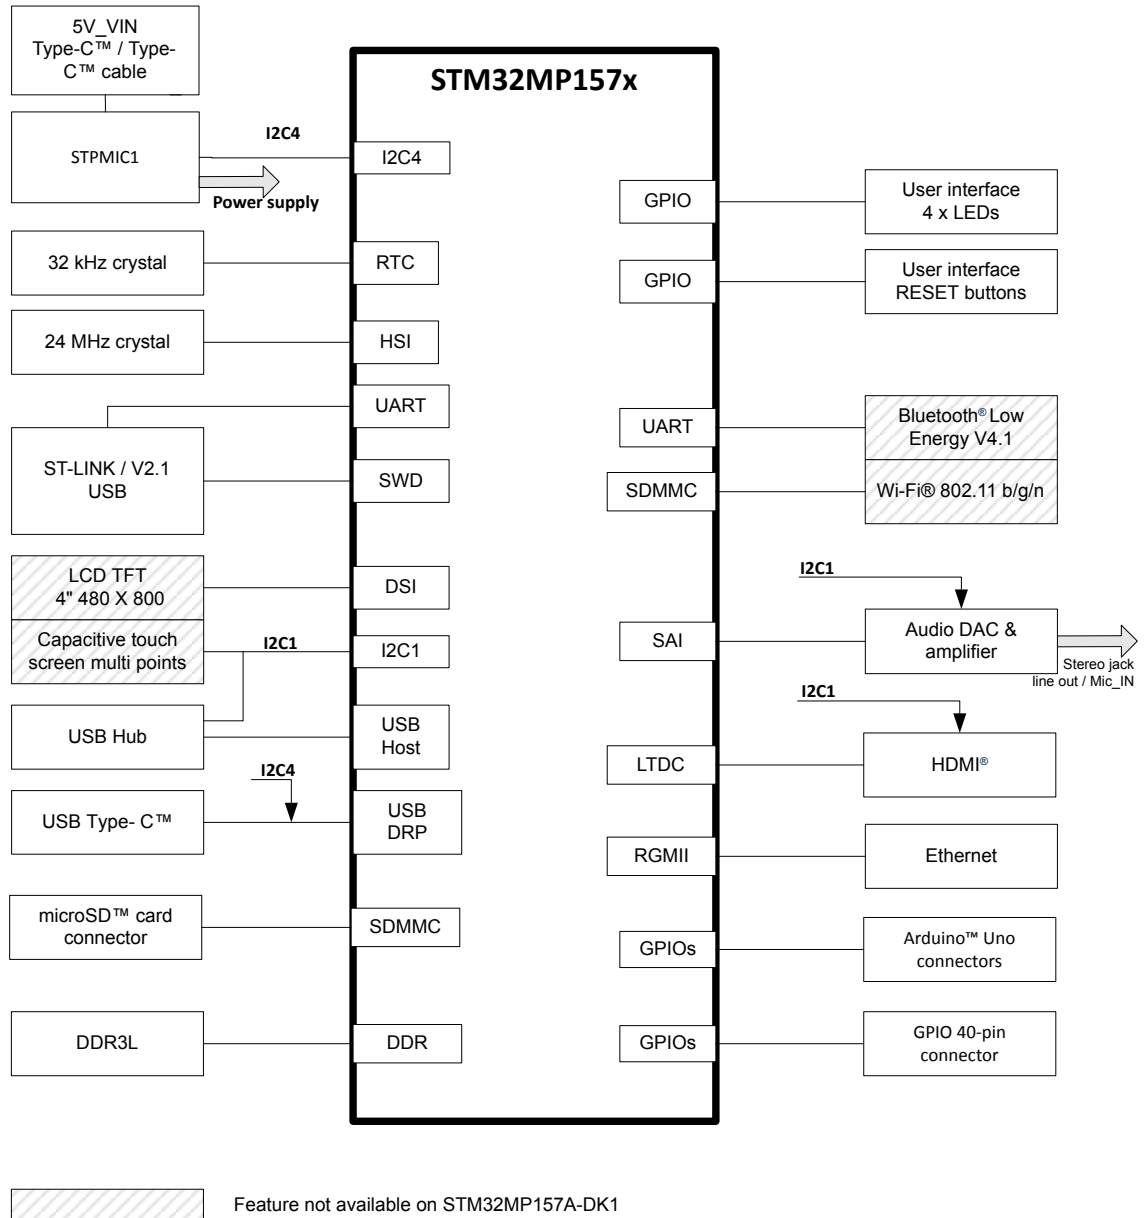 5V_VIN
Type-C™ / Type-
C™ cable
STM32MP157x
STPMIC1
I2C4
I2C4
Power supply
GPIO
User interface
4 x LEDs
32 kHz crystal
RTC
GPIO
User interface
RESET buttons
24 MHz crystal
HSI
UART
UART
Bluetooth® Low
Energy V4.1
ST-LINK / V2.1
USB
SWD
SDMMC
Wi-Fi® 802.11 b/g/n
LCD TFT
4" 480 X 800
DSI
I2C1
Capacitive touch
screen multi points
I2C1
I2C1
SAI
Audio DAC &
amplifier
Stereo jack
line out / Mic_IN
I2C1
USB Hub
USB
Host
LTDC
HDMI®
I2C4
USB Type- C™
USB
DRP
RGMII
Ethernet
microSD™ card
connector
SDMMC
GPIOs
Arduino™ Uno
connectors
DDR3L
DDR
GPIOs
GPIO 40-pin
connector
Feature not available on STM32MP157A-DK1